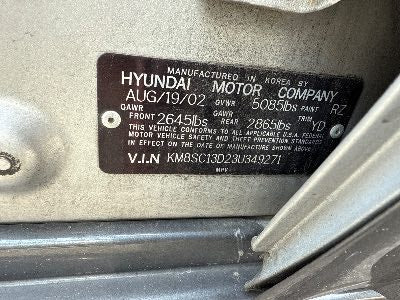 MANUFACTURED IN KOREA BY
HYUNDAI MOTOR COMPANY
AUG/19/02 GVWR 5085lbs PAINT RZ
GAWR FRONT 2645lbs GAWR REAR 2865lbs TRIM YD
THIS VEHICLE CONFORMS TO ALL APPLICABLE U.S.A FEDERAL
MOTOR VEHICLE SAFETY AND THEFT PREVENTION STANDARDS
IN EFFECT ON THE DATE OF MANUFACTURE SHOWN ABOVE.
V.I.N KM8SC13D23U349271
MPV